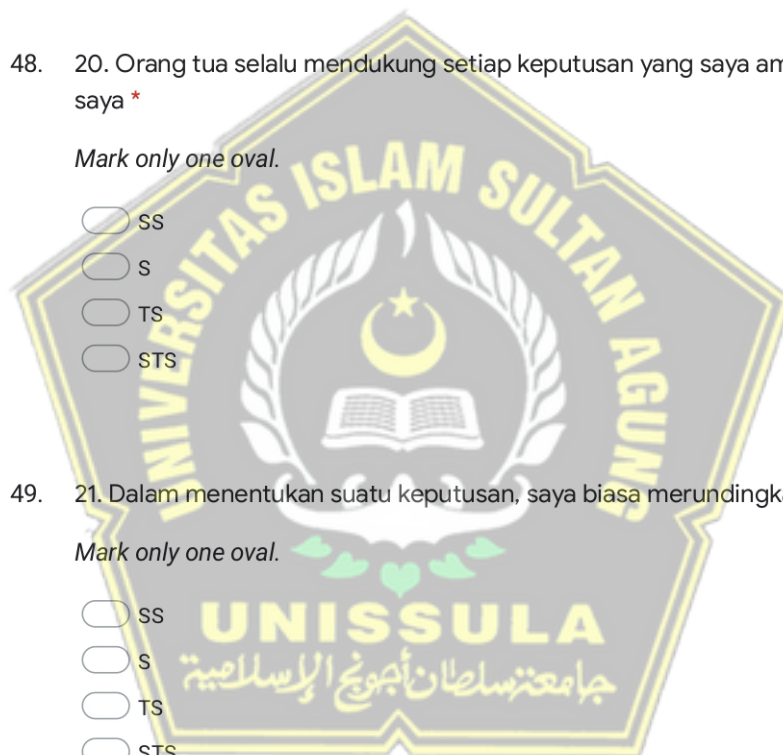 48. 20. Orang tua selalu mendukung setiap keputusan yang saya am
saya *
Mark only one oval.
SS
S
TS
STS
49. 21. Dalam menentukan suatu keputusan, saya biasa merundingk
Mark only one oval.
SS
S
TS
STS
UNIVERSITAS ISLAM SULTAN AGUNG
UNISSULA
جامعة سلطان أجونج الإسلامية